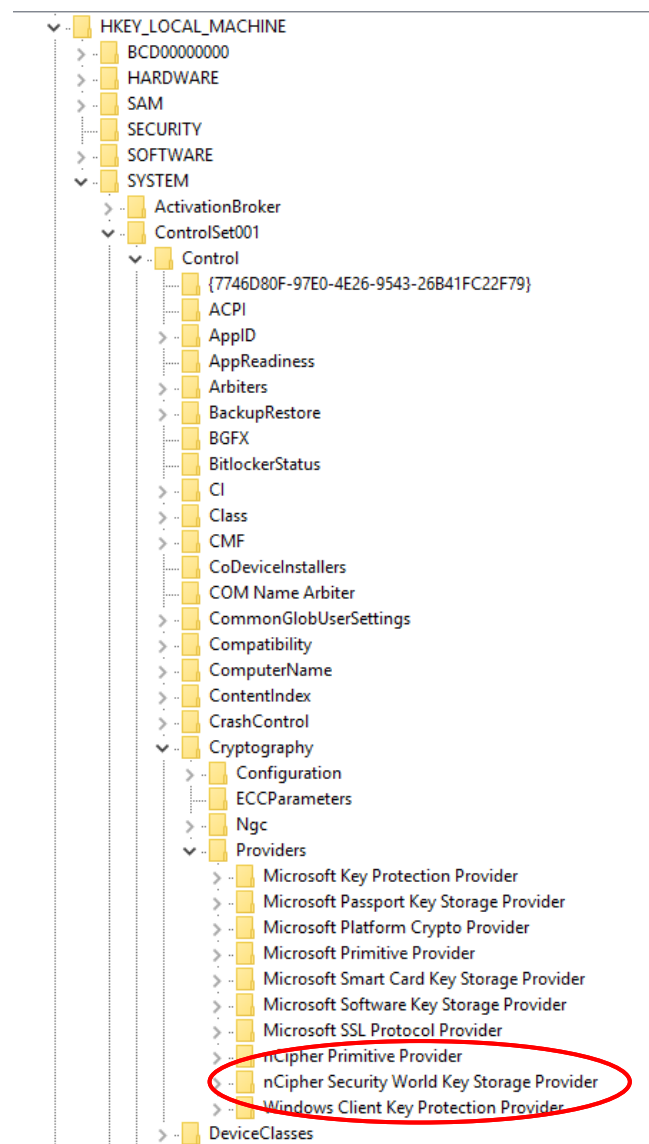 HKEY_LOCAL_MACHINE
BCD00000000
HARDWARE
SAM
SECURITY
SOFTWARE
SYSTEM
ActivationBroker
ControlSet001
Control
{7746D80F-97E0-4E26-9543-26B41FC22F79}
ACPI
AppID
AppReadiness
Arbiters
BackupRestore
BGFX
BitlockerStatus
CI
Class
CMF
CoDeviceInstallers
COM Name Arbiter
CommonGlobUserSettings
Compatibility
ComputerName
ContentIndex
CrashControl
Cryptography
Configuration
ECCParameters
Ngc
Providers
Microsoft Key Protection Provider
Microsoft Passport Key Storage Provider
Microsoft Platform Crypto Provider
Microsoft Primitive Provider
Microsoft Smart Card Key Storage Provider
Microsoft Software Key Storage Provider
Microsoft SSL Protocol Provider
nCipher Primitive Provider
nCipher Security World Key Storage Provider
Windows Client Key Protection Provider
DeviceClasses